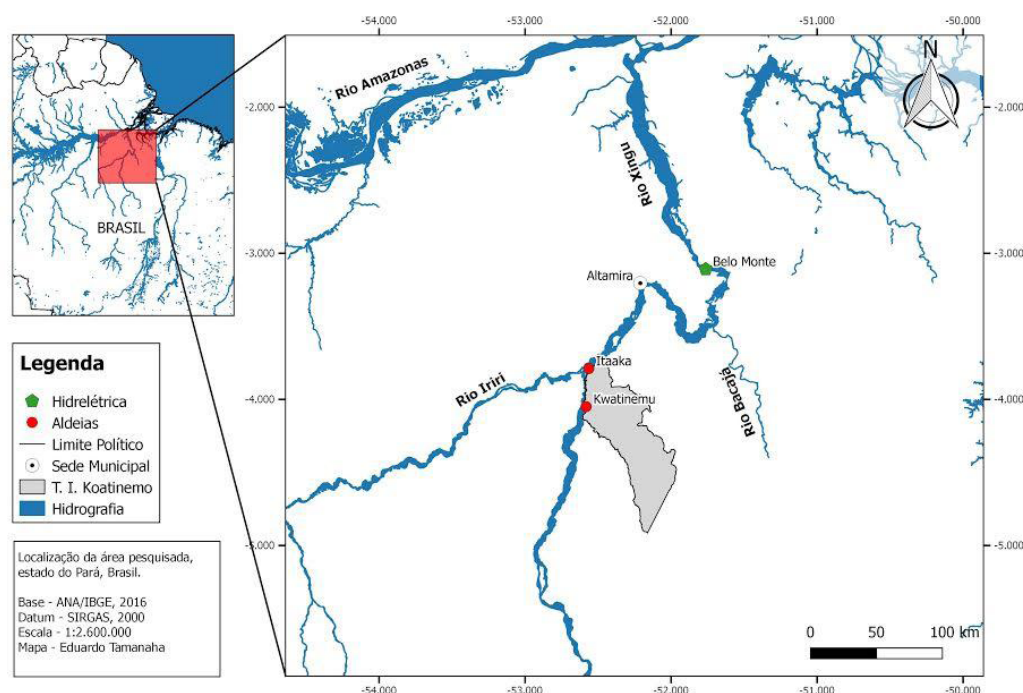 -54.000
-53.000
-52.000
-51.000
-50.000
N
Rio Amazonas
-2.000
-2.000
Rio Xingu
BRASIL
-3.000
-3.000
Belo Monte
Altamira
Legenda
Hidrelétrica
Aldeias
Limite Político
Sede Municipal
T. I. Koatinemo
Hidrografia
Itaaka
Rio Iriri
Rio Bacajá
-4.000
-4.000
Kwatinemu
-5.000
-5.000
Localização da área pesquisada,
estado do Pará, Brasil.
Base - ANA/IBGE, 2016
Datum - SIRGAS, 2000
Escala - 1:2.600.000
Mapa - Eduardo Tamanaha
0 50 100 km
-54.000
-53.000
-52.000
-51.000
-50.000